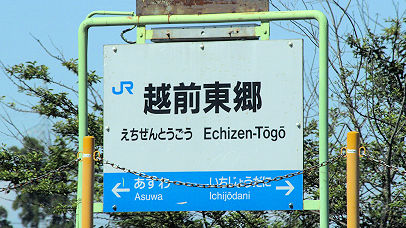 JR
越前東郷
えちぜんとうごう Echizen-Tōgō
あすわ いちじょうだに
Asuwa Ichijōdani